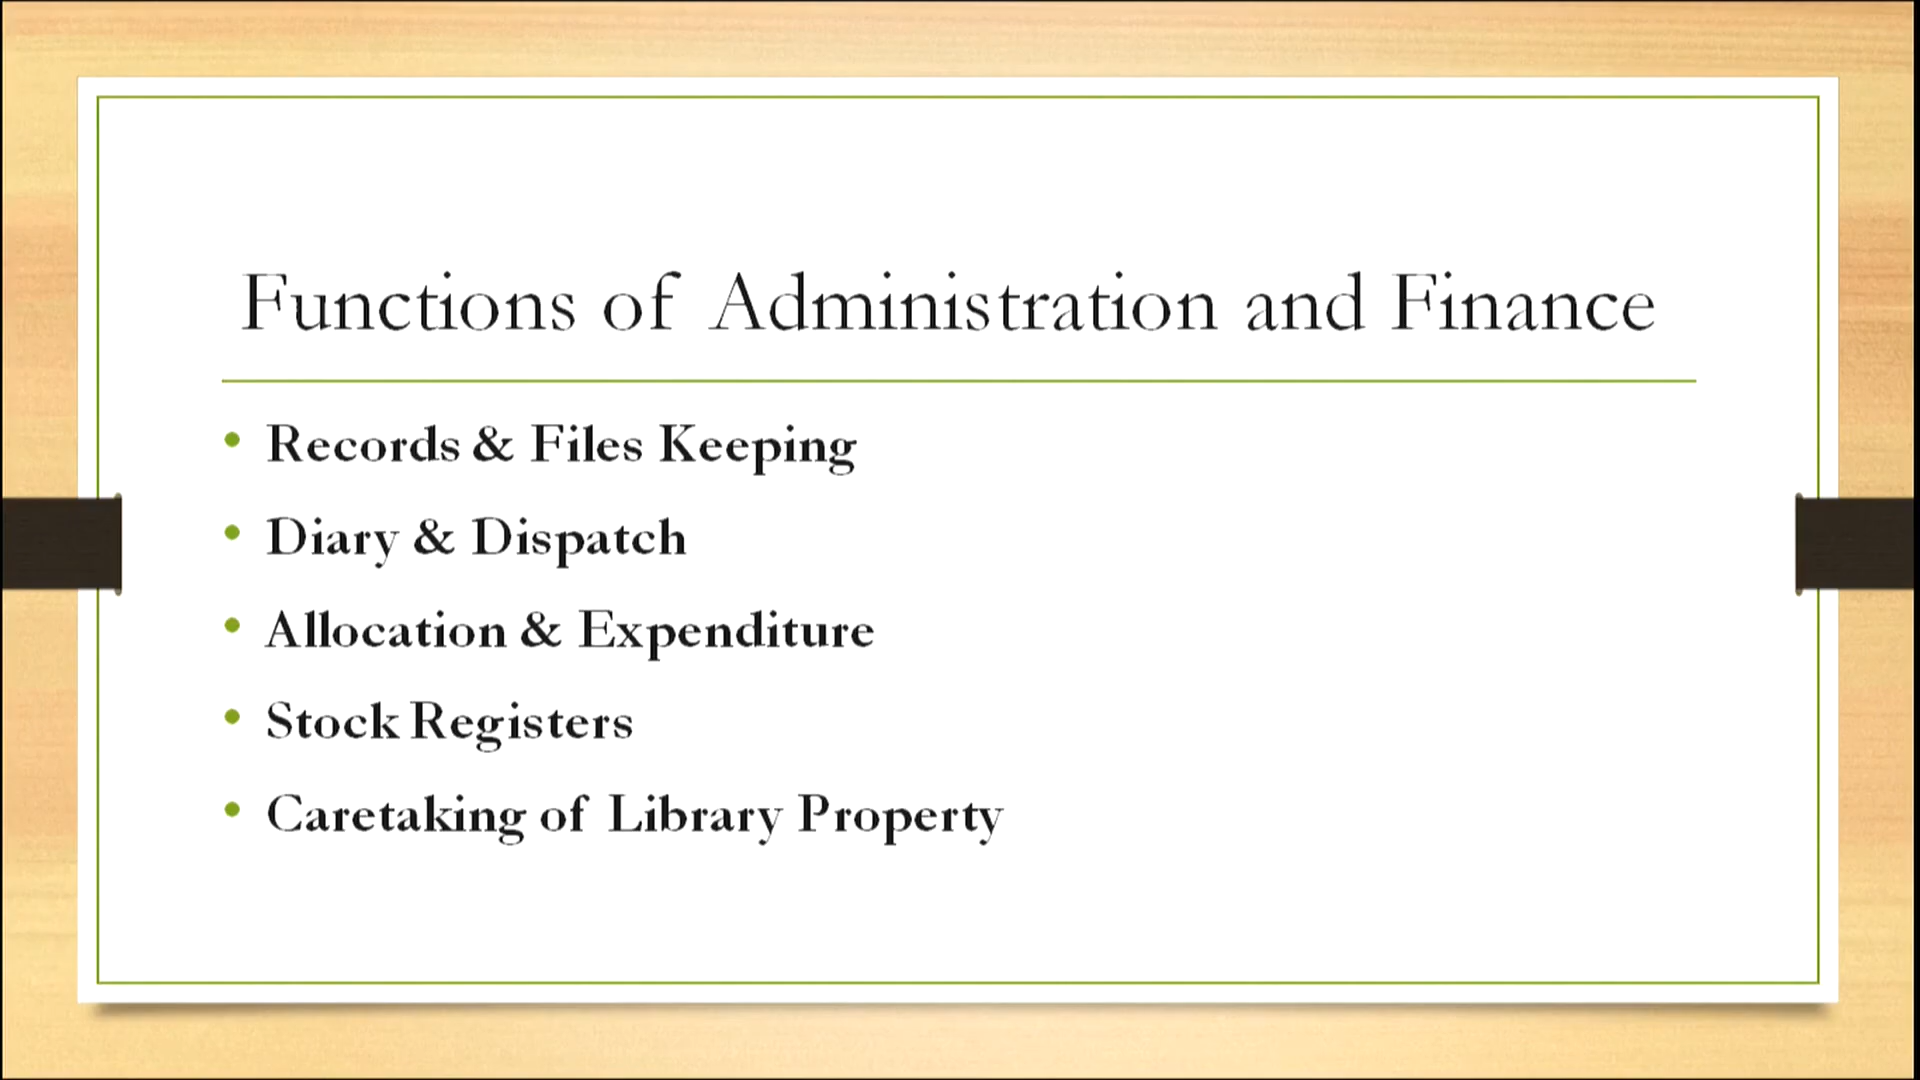 Functions of Administration and Finance
• Records & Files Keeping
• Diary & Dispatch
• Allocation & Expenditure
• Stock Registers
• Caretaking of Library Property